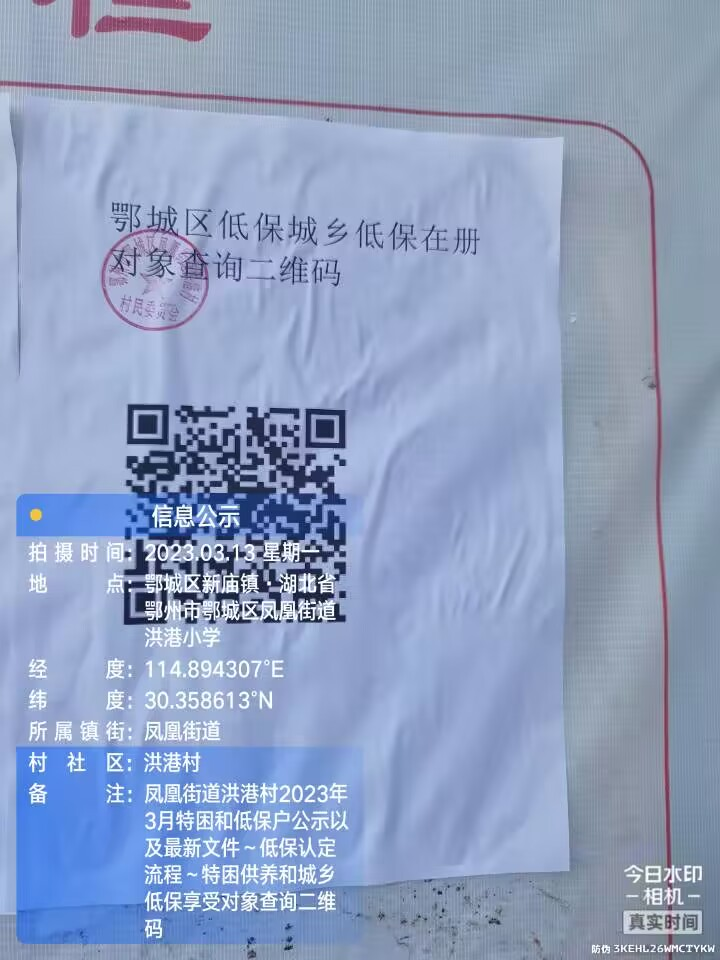 栏
鄂城区低保城乡低保在册
对象查询二维码
村民委员会
信息公示
拍摄时间：2023.03.13 星期一
地点：鄂城区新庙镇·湖北省
鄂州市鄂城区凤凰街道
洪港小学
经度：114.894307°E
纬度：30.358613°N
所属镇街：凤凰街道
村社区：洪港村
备注：凤凰街道洪港村2023年
3月特困和低保户公示以
及最新文件~低保认定
流程~特困供养和城乡
低保享受对象查询二维
码
今日水印
-相机-
真实时间
防伪 3KEHL26WMCTYKW